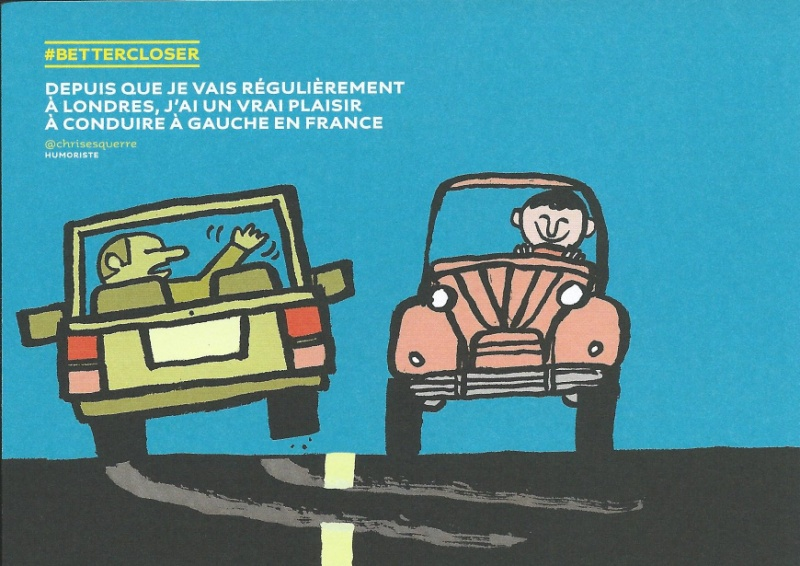 #BETTERCLOSER
DEPUIS QUE JE VAIS RÉGULIÈREMENT
À LONDRES, J'AI UN VRAI PLAISIR
À CONDUIRE À GAUCHE EN FRANCE
@chrisesquerre
HUMORISTE